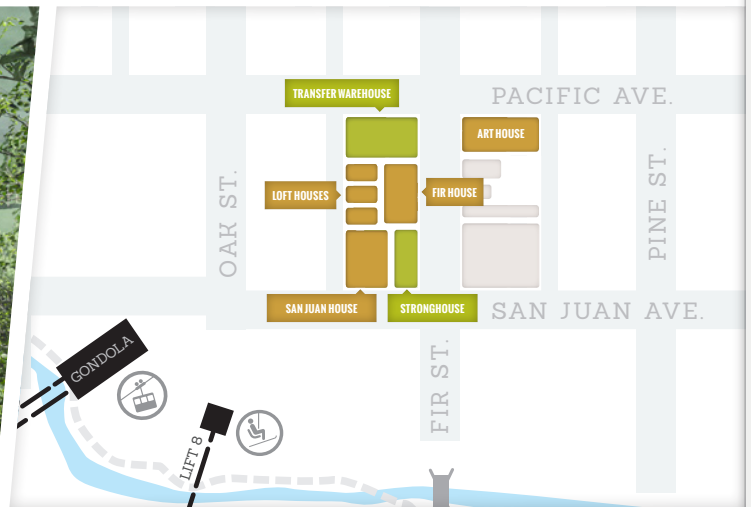 TRANSFER WAREHOUSE
PACIFIC AVE.
ART HOUSE
LOFT HOUSES
FIR HOUSE
OAK ST.
PINE ST.
SAN JUAN HOUSE
STRONGHOUSE
SAN JUAN AVE.
GONDOLA
FIR ST.
LIFT 8